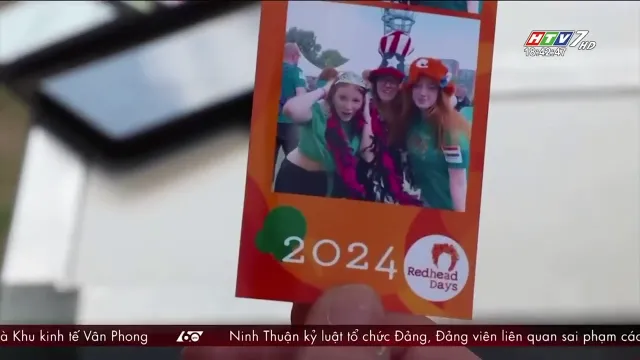 HTV7 HD
18:42:47
2024
Redhead
Days
à Khu kinh tế Vân Phong
60
Ninh Thuận kỷ luật tổ chức Đảng, Đảng viên liên quan sai phạm các